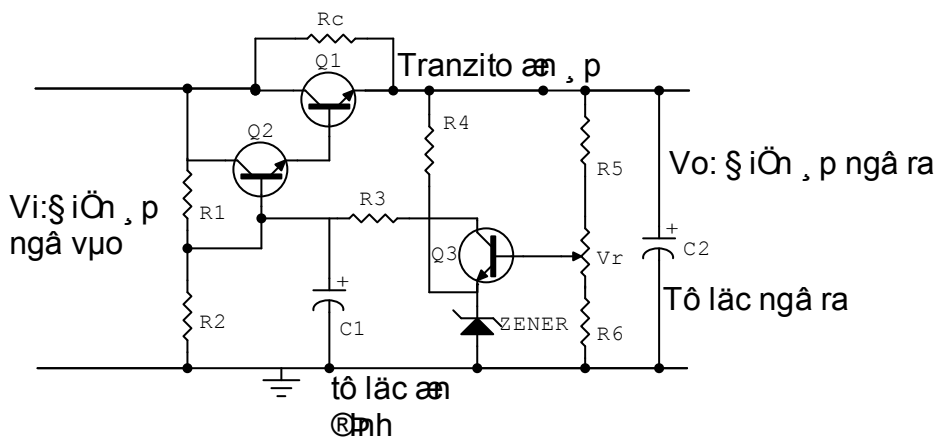 Rc
Q1
Tranzito æn ¸p
Q2
R4
R5
Vo: §iÖn ¸p ngâ ra
Vi:§iÖn ¸p
ngâ vµo
R1
R3
Q3
Vr
C2
Tô läc ngâ ra
R2
C1
ZENER
R6
tô läc æn
®Þnh